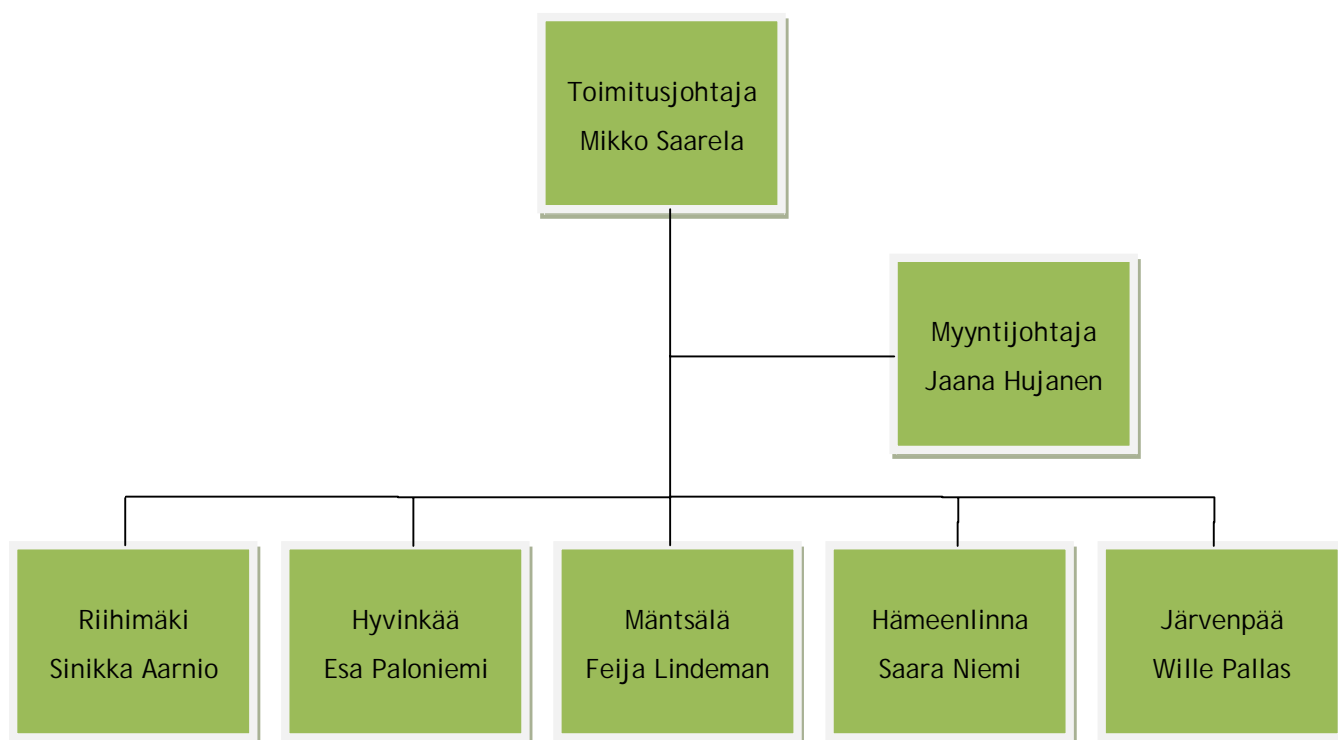 Toimitusjohtaja
Mikko Saarela
Myyntijohtaja
Jaana Hujanen
Riihimäki
Sinikka Aarnio
Hyvinkää
Esa Paloniemi
Mäntsälä
Feija Lindeman
Hämeenlinna
Saara Niemi
Järvenpää
Wille Pallas